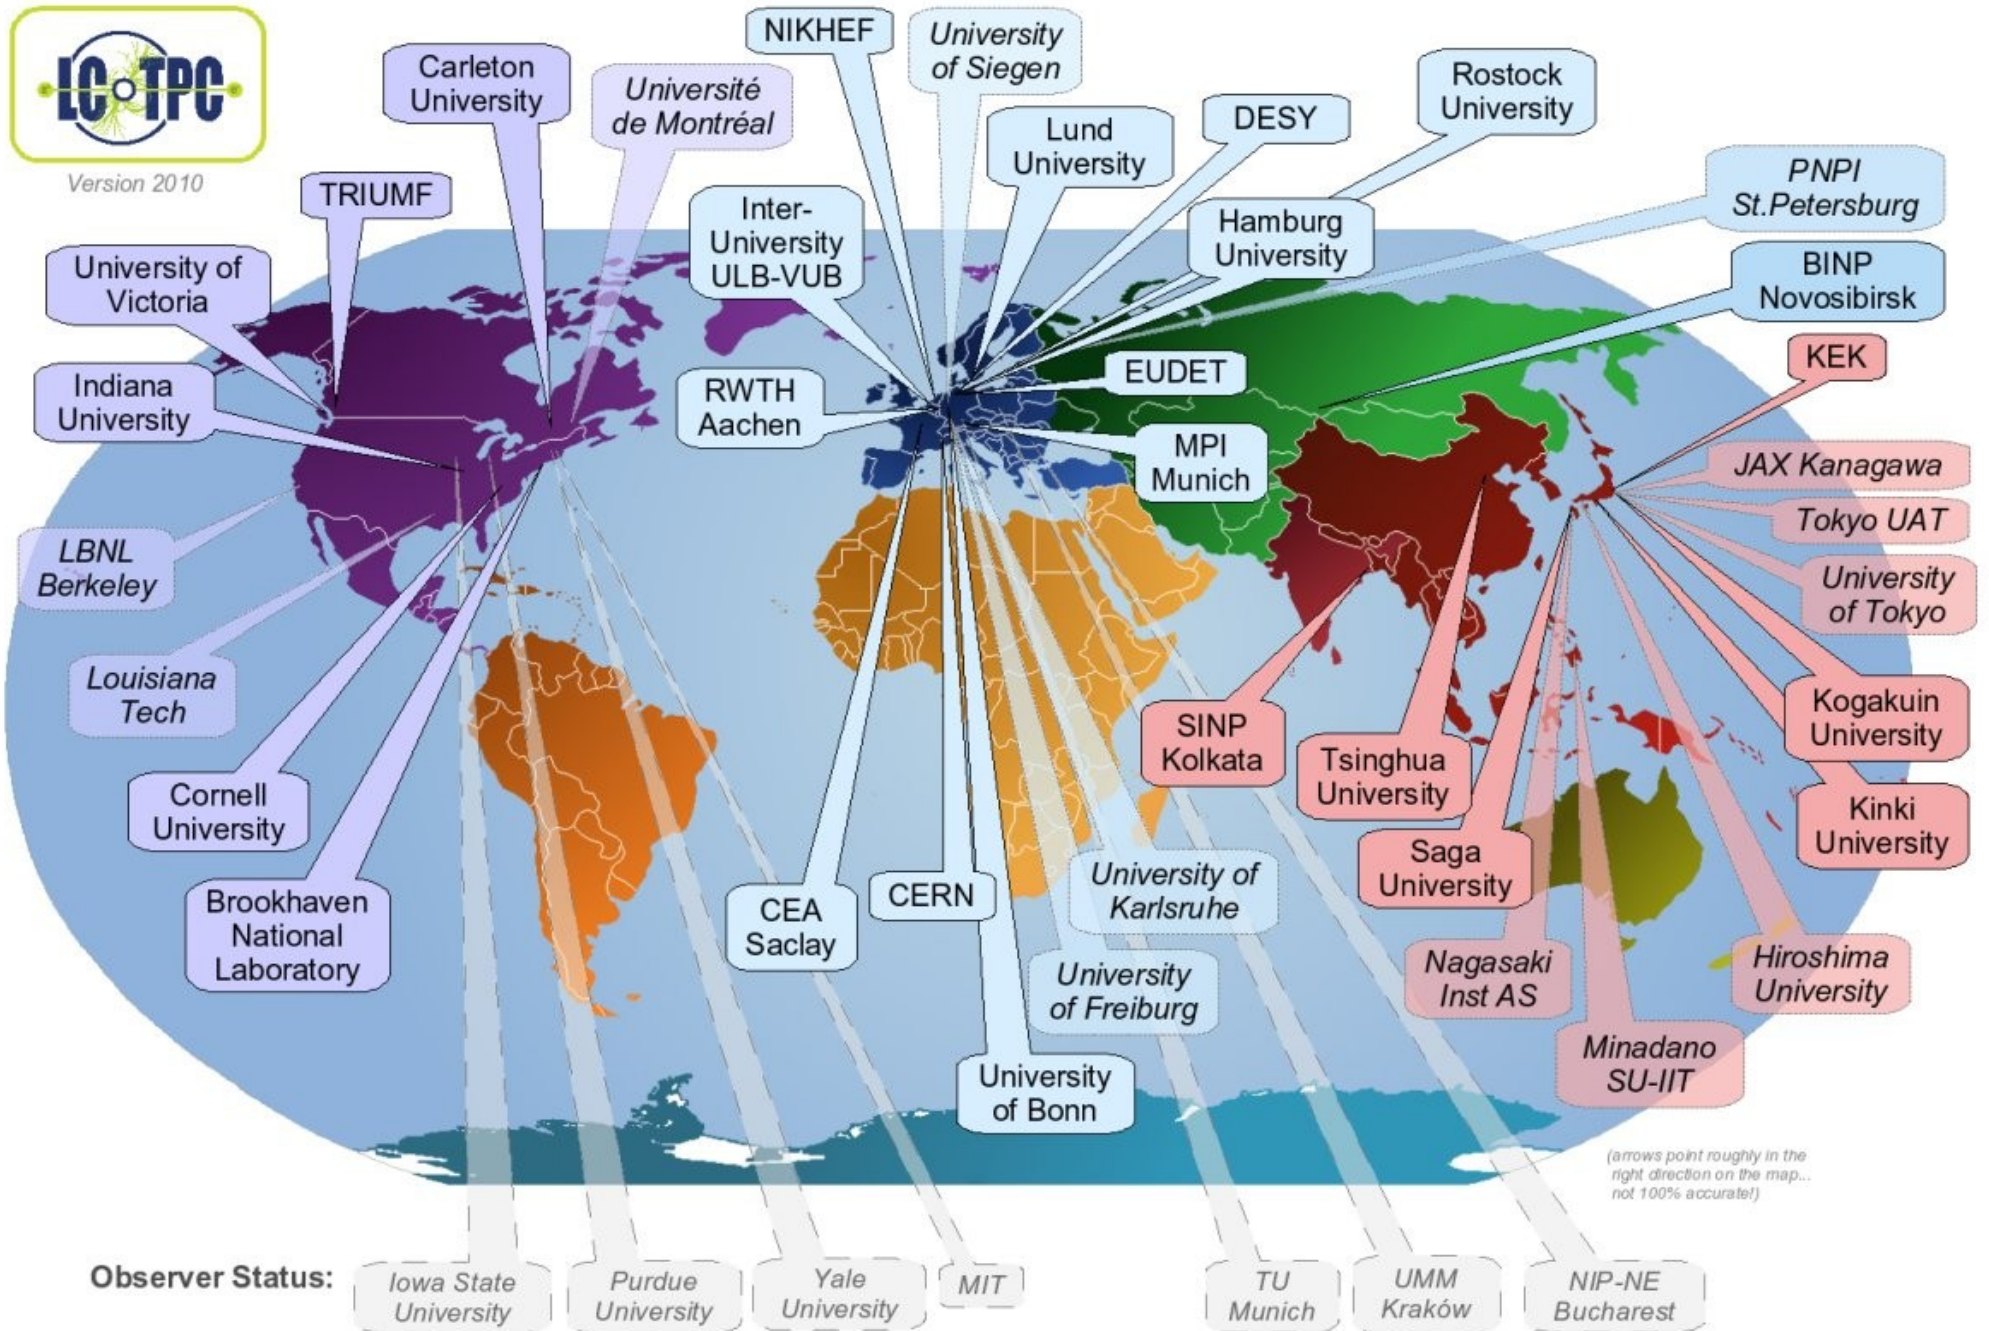 LC TPC
Version 2010
Carleton
University
Université
de Montréal
NIKHEF
University
of Siegen
Lund
University
DESY
Rostock
University
PNPI
St.Petersburg
TRIUMF
Inter-
University
ULB-VUB
Hamburg
University
BINP
Novosibirsk
University of
Victoria
KEK
Indiana
University
RWTH
Aachen
EUDET
MPI
Munich
JAX Kanagawa
Tokyo UAT
University
of Tokyo
LBNL
Berkeley
Louisiana
Tech
Kogakuin
University
SINP
Kolkata
Tsinghua
University
Kinki
University
Cornell
University
Saga
University
Brookhaven
National
Laboratory
CEA
Saclay
CERN
University of
Karlsruhe
University
of Freiburg
Nagasaki
Inst AS
Hiroshima
University
Minadano
SU-IIT
University
of Bonn
(arrows point roughly in the
right direction on the map...
not 100% accurate!)
Observer Status:
Iowa State
University
Purdue
University
Yale
University
MIT
TU
Munich
UMM
Kraków
NIP-NE
Bucharest